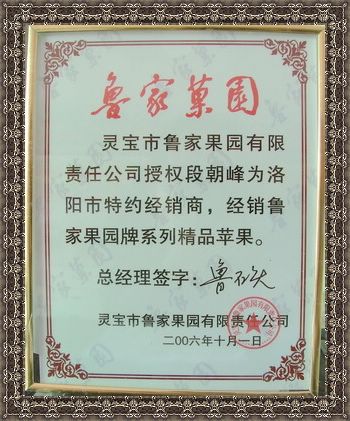 鲁家菓园
灵宝市鲁家果园有限
责任公司授权段朝峰为洛
阳市特约经销商，经销鲁
家果园牌系列精品苹果。
总经理签字：
灵宝市鲁家果园有限责任公司
二00六年十月一日